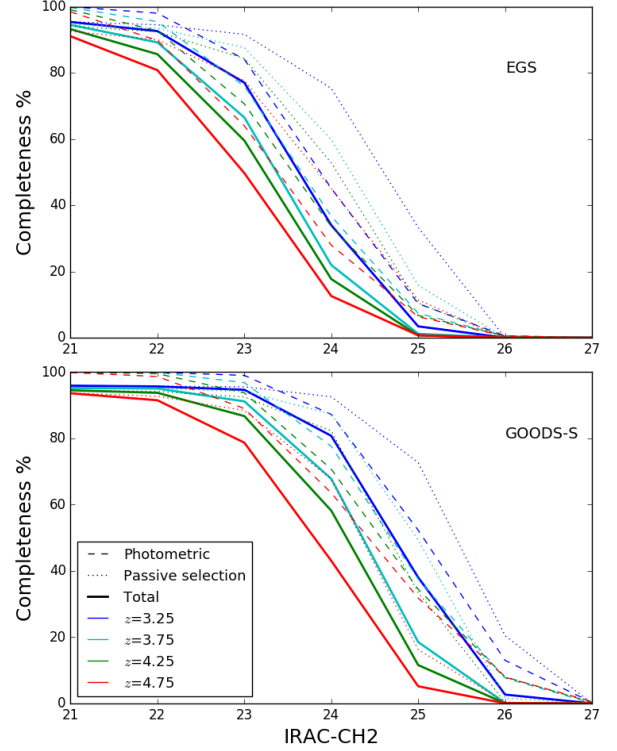 100
80
60
40
20
0
Completeness %
EGS
21 22 23 24 25 26 27
100
80
60
40
20
0
Completeness %
GOODS-S
Photometric
Passive selection
Total
z=3.25
z=3.75
z=4.25
z=4.75
21 22 23 24 25 26 27
IRAC-CH2